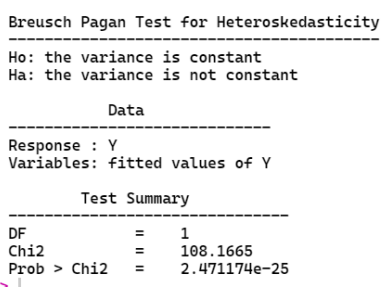 Breusch Pagan Test for Heteroskedasticity
-----------------------------------------
Ho: the variance is constant
Ha: the variance is not constant
Data
-----------------------------
Response : Y
Variables: fitted values of Y
Test Summary
-------------------------------
DF = 1
Chi2 = 108.1665
Prob > Chi2 = 2.471174e-25
>